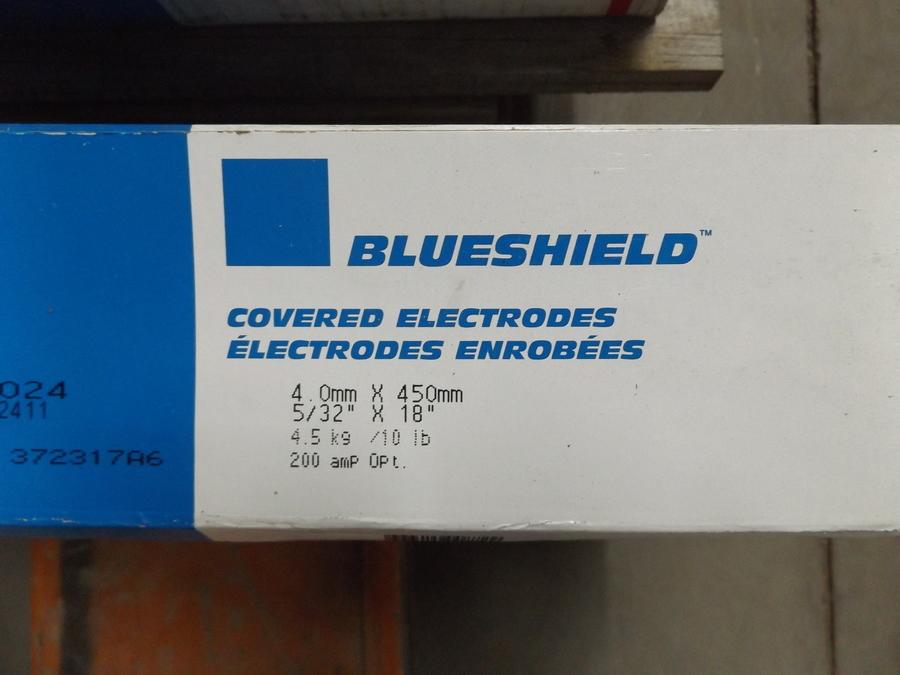 BLUESHIELD™
COVERED ELECTRODES
ÉLECTRODES ENROBÉES
024
2411
372317A6
4.0mm X 450mm
5/32" X 18"
4.5 kg /10 lb
200 amp Opt.